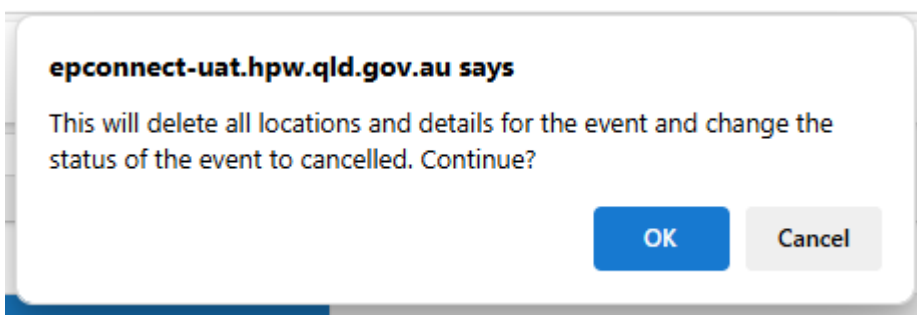 epconnect-uat.hpw.qld.gov.au says
This will delete all locations and details for the event and change the
status of the event to cancelled. Continue?
OK
Cancel